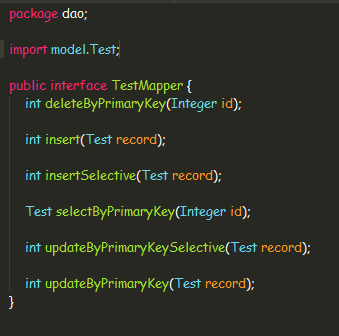 package dao;
import model.Test;
public interface TestMapper {
int deleteByPrimaryKey(Integer id);
int insert(Test record);
int insertSelective(Test record);
Test selectByPrimaryKey(Integer id);
int updateByPrimaryKeySelective(Test record);
int updateByPrimaryKey(Test record);
}